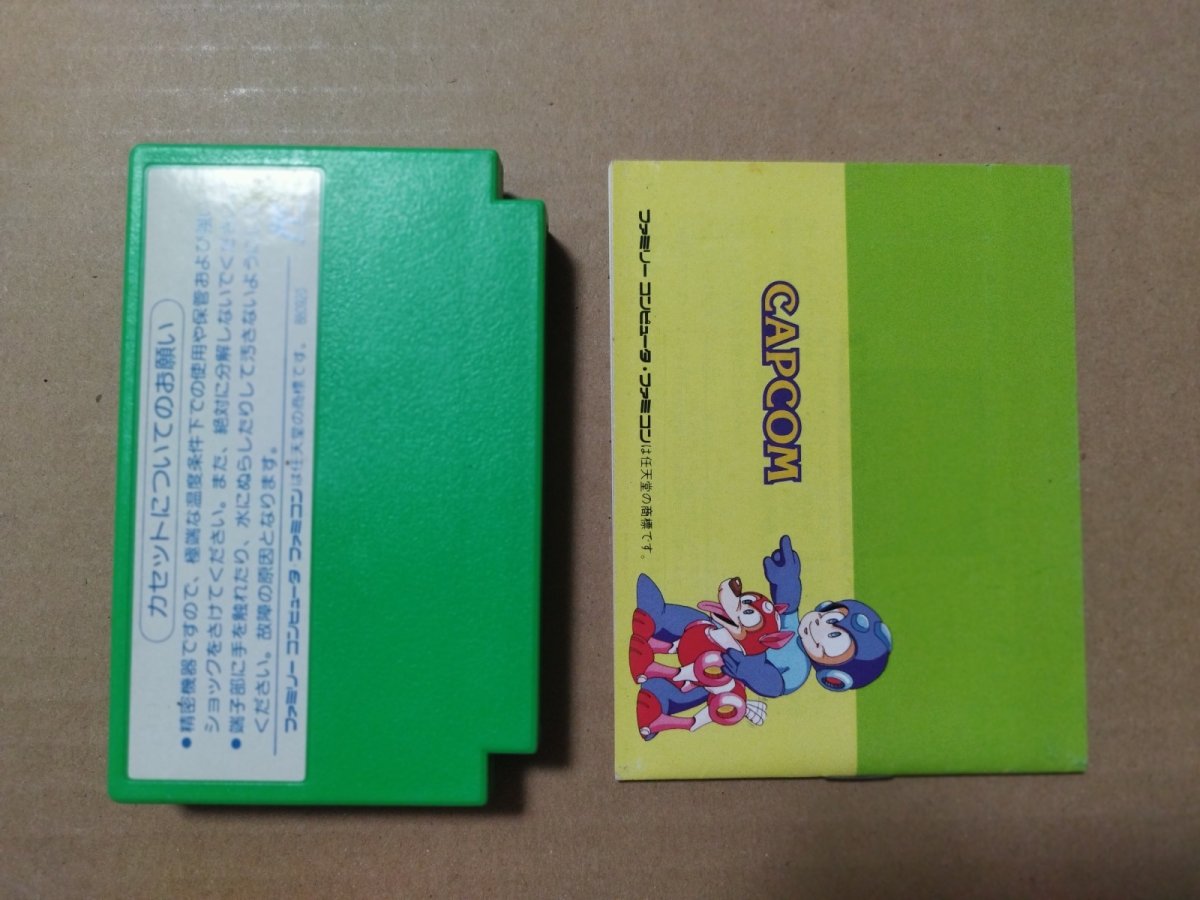 カセットについてのお願い
●精密機器ですので、極端な温度条件下での使用や保管および強い
ショックをさけてください。また、絶対に分解しないでください。
●端子部に手を触れたり、水にぬらしたりして汚さないように
ください。故障の原因となります。
ファミリーコンピュータ ファミコンは任天堂の商標です。
CAPCOM
ファミリーコンピュータ・ファミコンは任天堂の商標です。